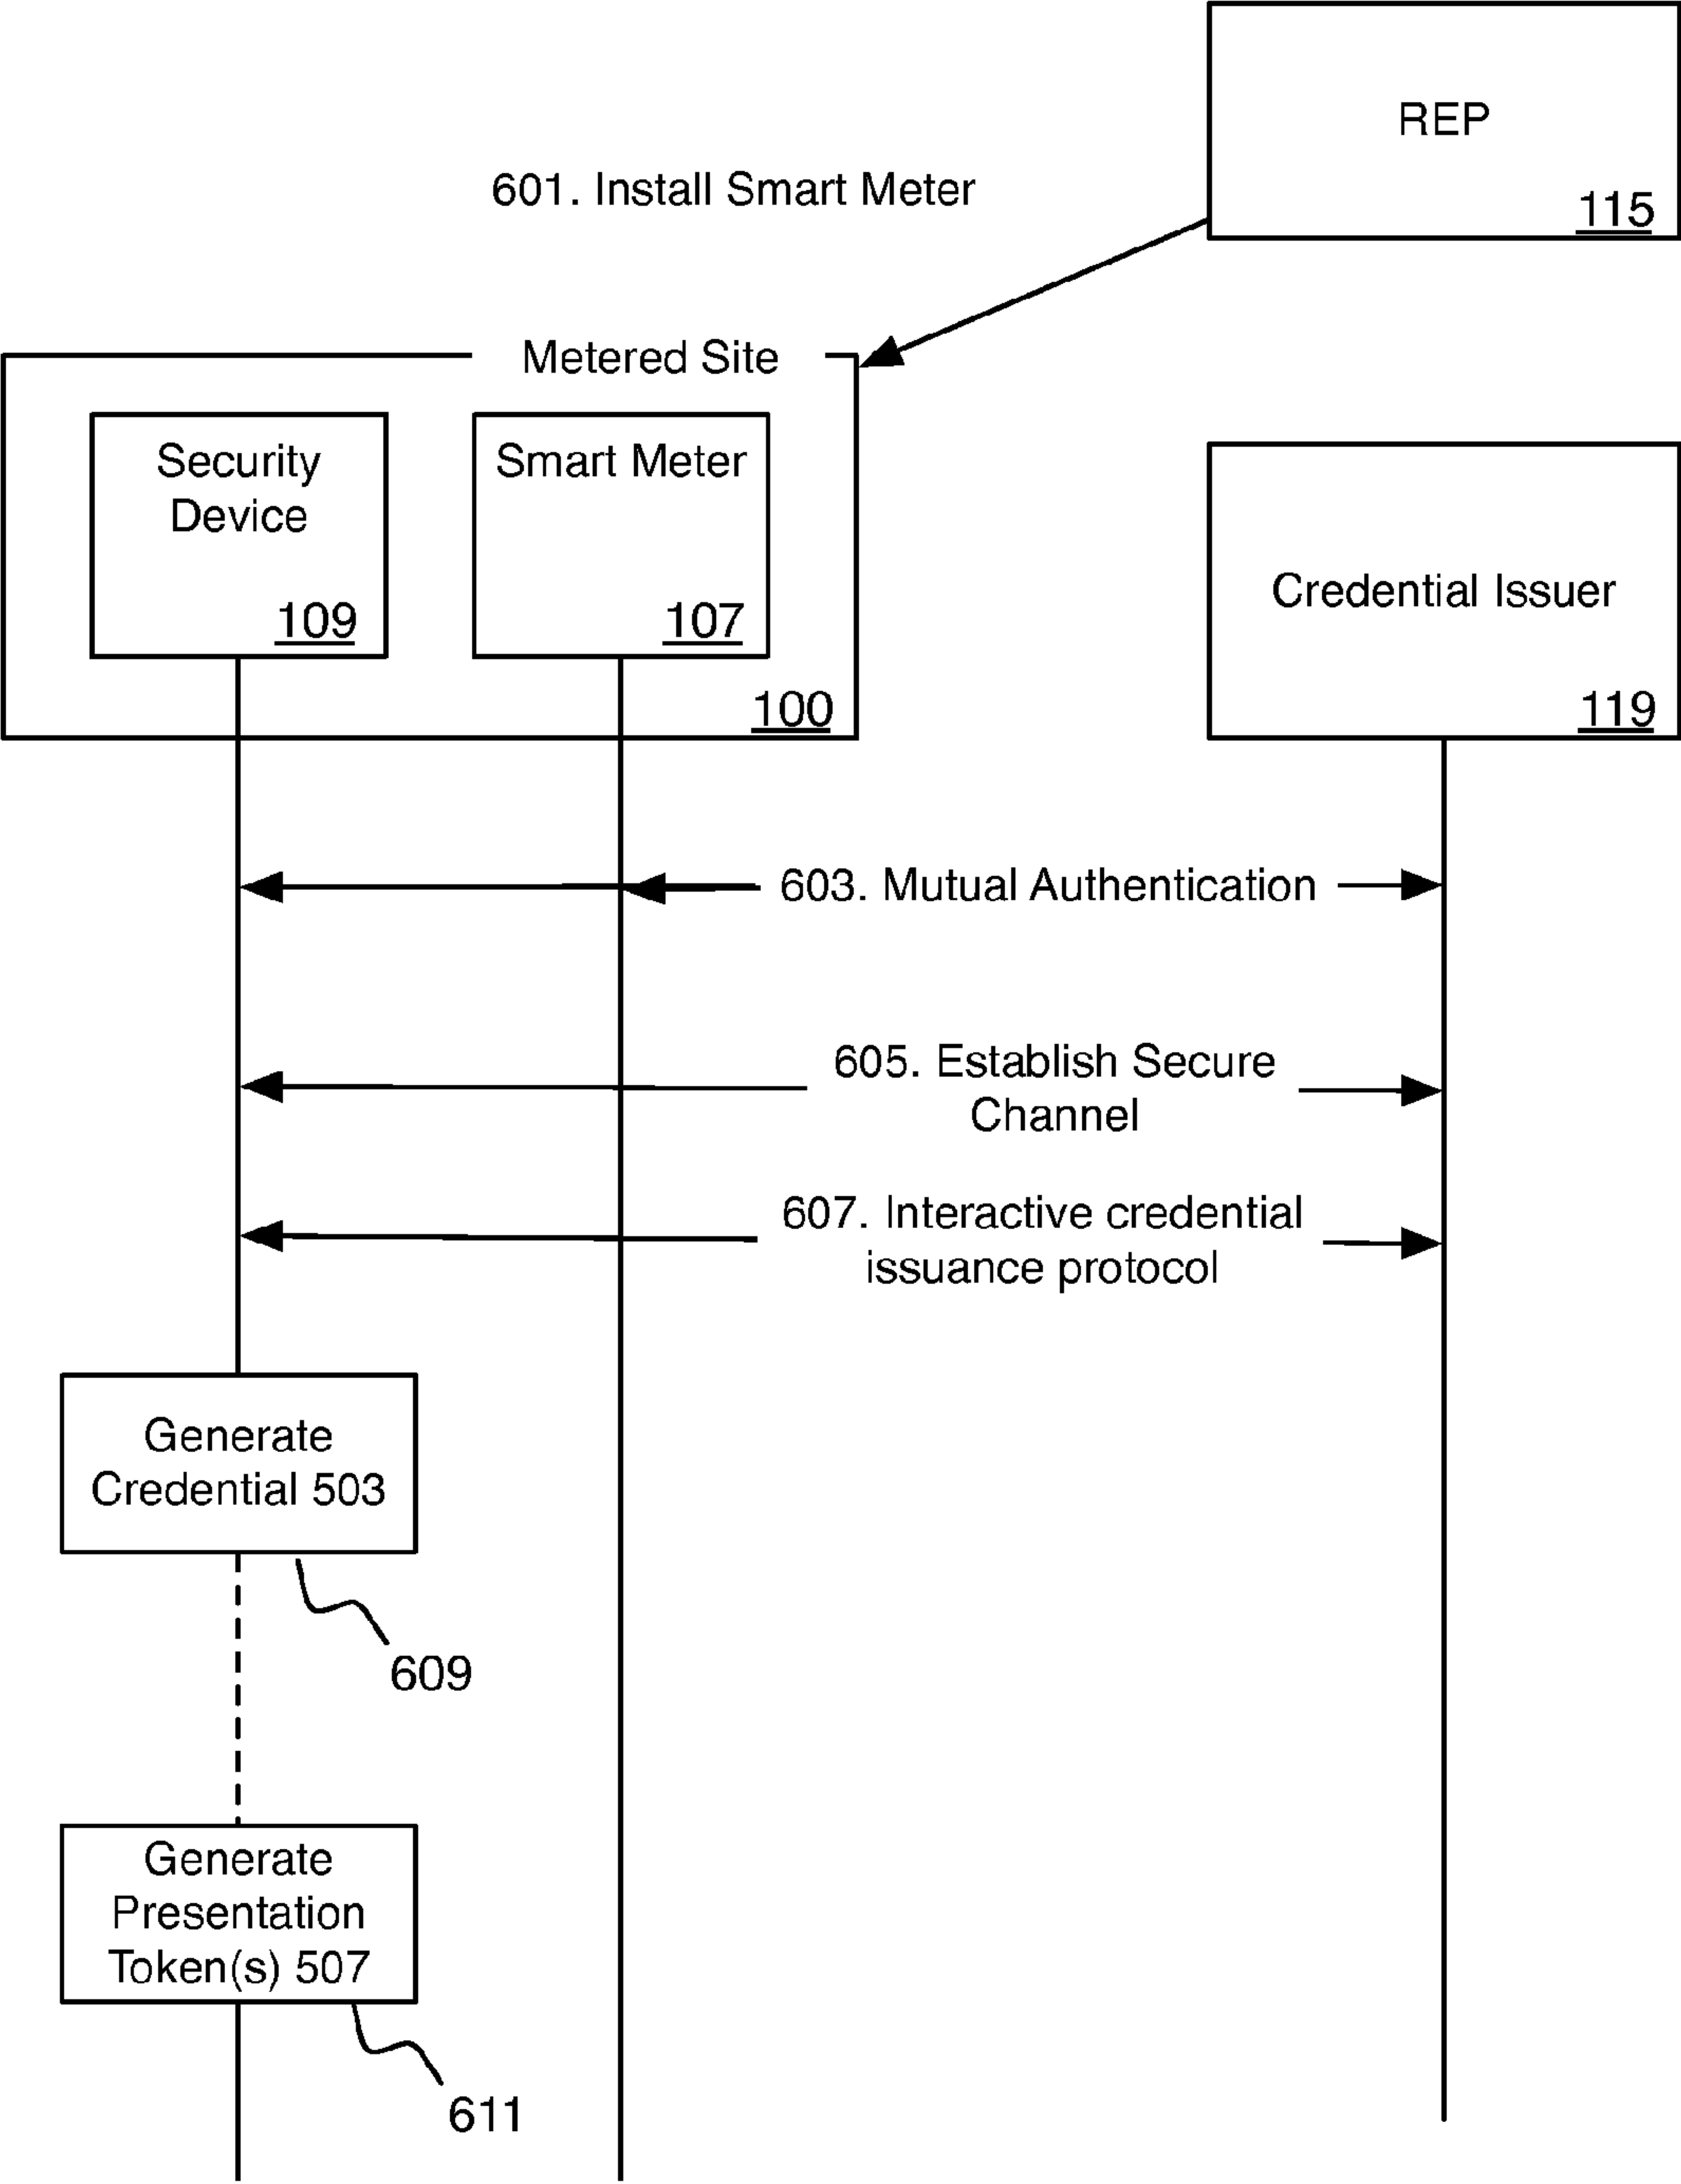 REP
115
601. Install Smart Meter
Metered Site
Security
Device
109
Smart Meter
107
100
Credential Issuer
119
603. Mutual Authentication
605. Establish Secure
Channel
607. Interactive credential
issuance protocol
Generate
Credential 503
609
Generate
Presentation
Token(s) 507
611